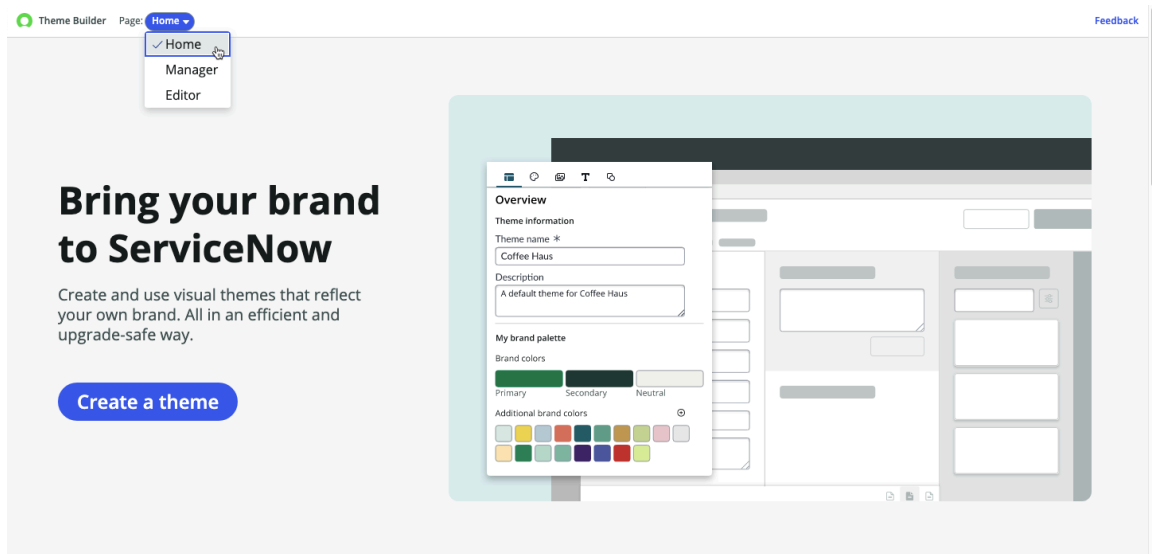 Theme Builder Page: Home Feedback
Home
Manager
Editor
Bring your brand
to ServiceNow
Create and use visual themes that reflect
your own brand. All in an efficient and
upgrade-safe way.
Create a theme
Overview
Theme information
Theme name *
Coffee Haus
Description
A default theme for Coffee Haus
My brand palette
Brand colors
Primary Secondary Neutral
Additional brand colors